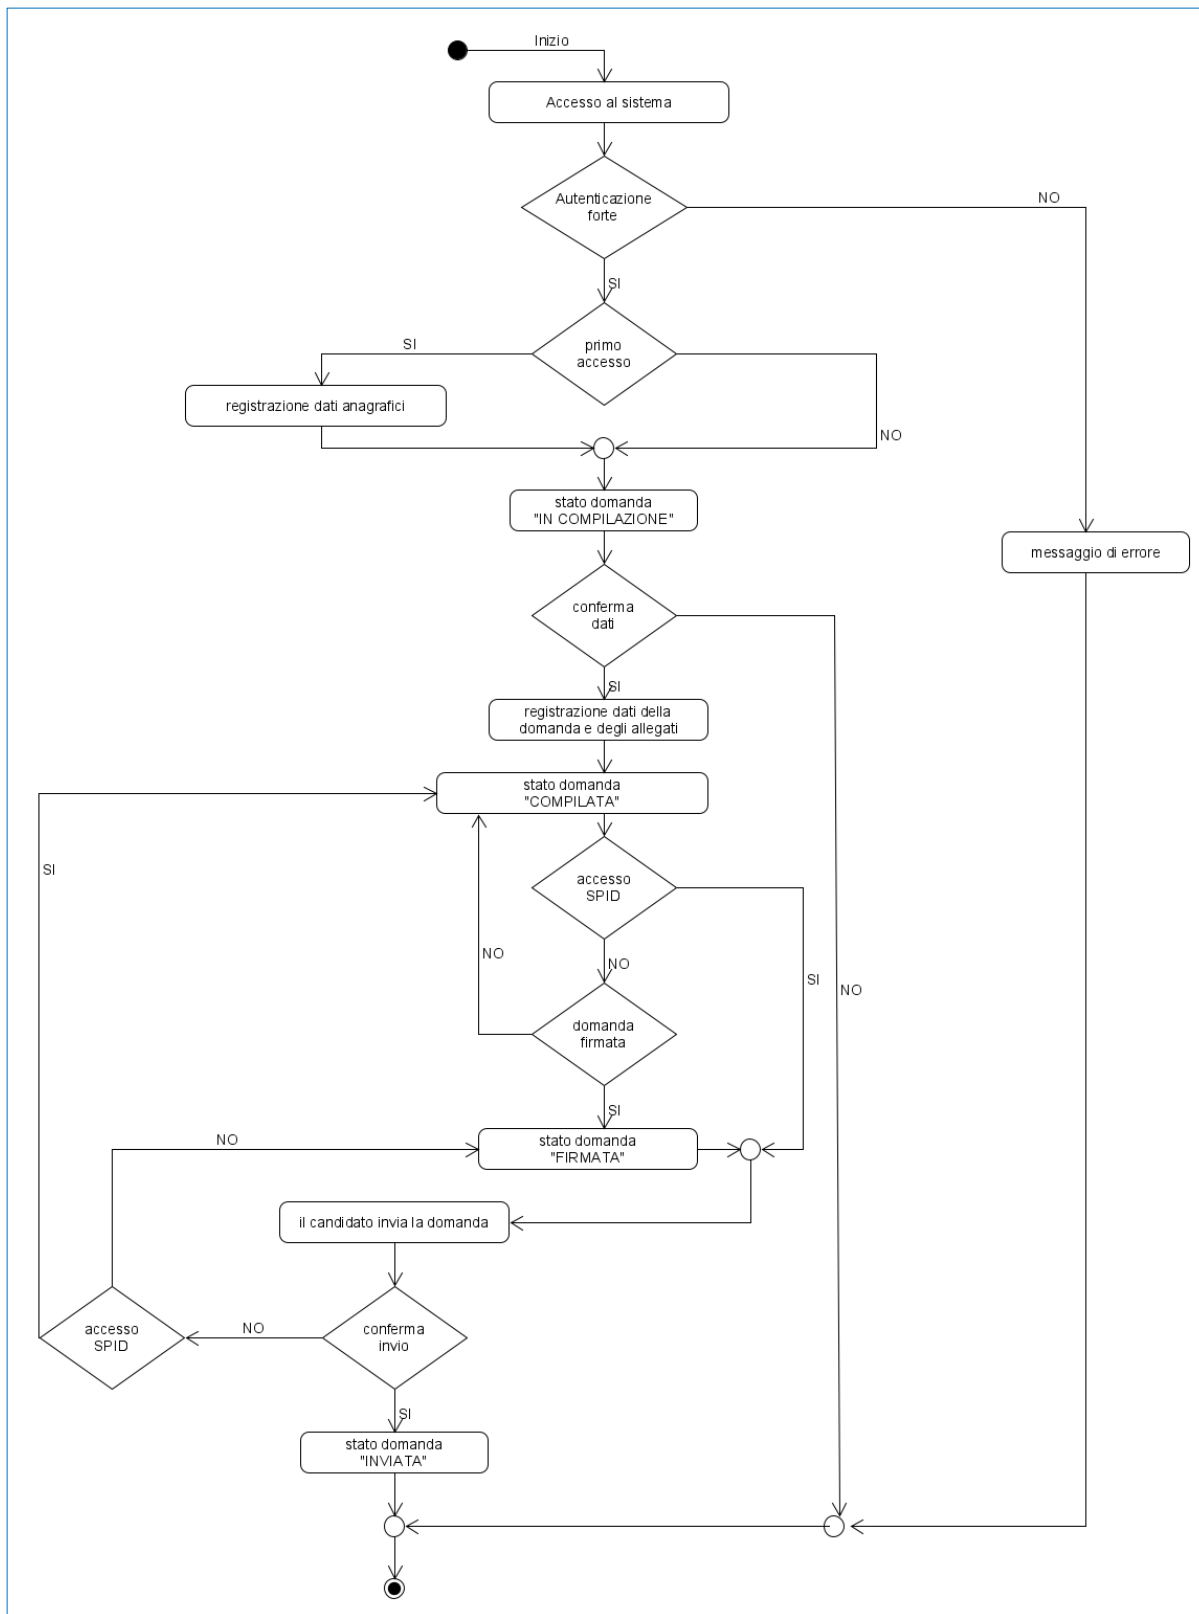 Inizio
Accesso al sistema
Autenticazione
forte
NO
SI
primo
accesso
SI
registrazione dati anagrafici
NO
stato domanda
"IN COMPILAZIONE"
messaggio di errore
conferma
dati
SI
registrazione dati della
domanda e degli allegati
stato domanda
"COMPILATA"
SI
accesso
SPID
NO
NO
SI
NO
domanda
firmata
SI
NO
stato domanda
"FIRMATA"
il candidato invia la domanda
accesso
SPID
NO
conferma
invio
SI
stato domanda
"INVIATA"